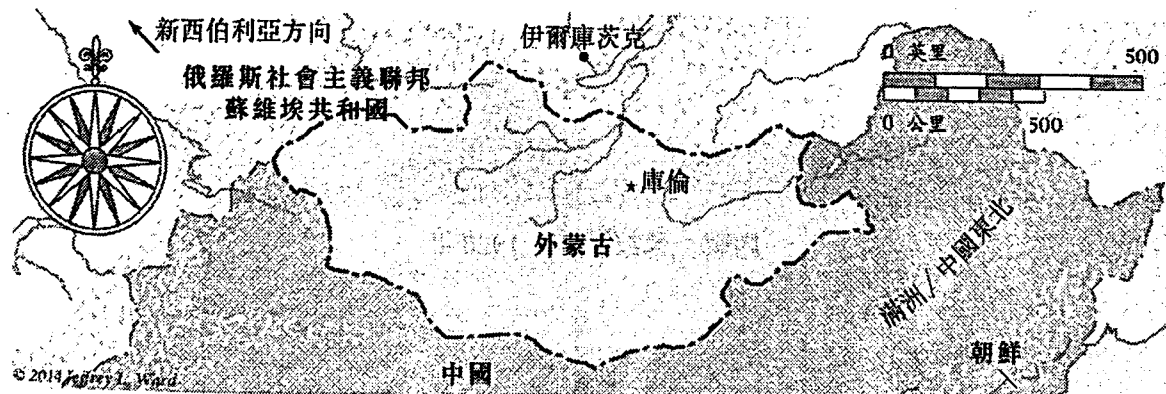 新西伯利亞方向
伊爾庫茨克
0 英里 500
俄羅斯社會主義聯邦
蘇維埃共和國
0 公里 500
庫倫
外蒙古
滿洲/中國東北
朝鮮
中國
© 2014 Jeffrey L. Ward